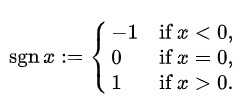 −1 if x < 0,
sgn x := { 0 if x = 0,
1 if x > 0.